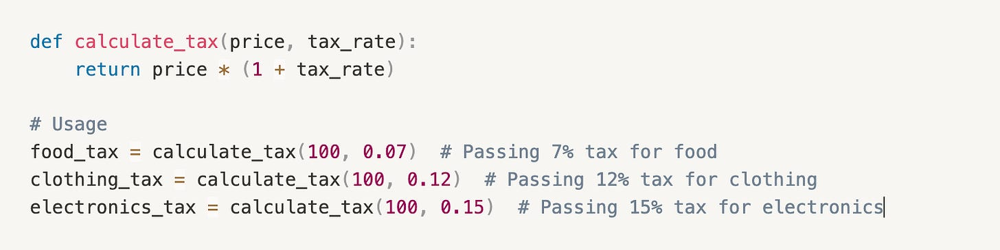 def calculate_tax(price, tax_rate):
    return price * (1 + tax_rate)
# Usage
food_tax = calculate_tax(100, 0.07)  # Passing 7% tax for food
clothing_tax = calculate_tax(100, 0.12)  # Passing 12% tax for clothing
electronics_tax = calculate_tax(100, 0.15)  # Passing 15% tax for electronics